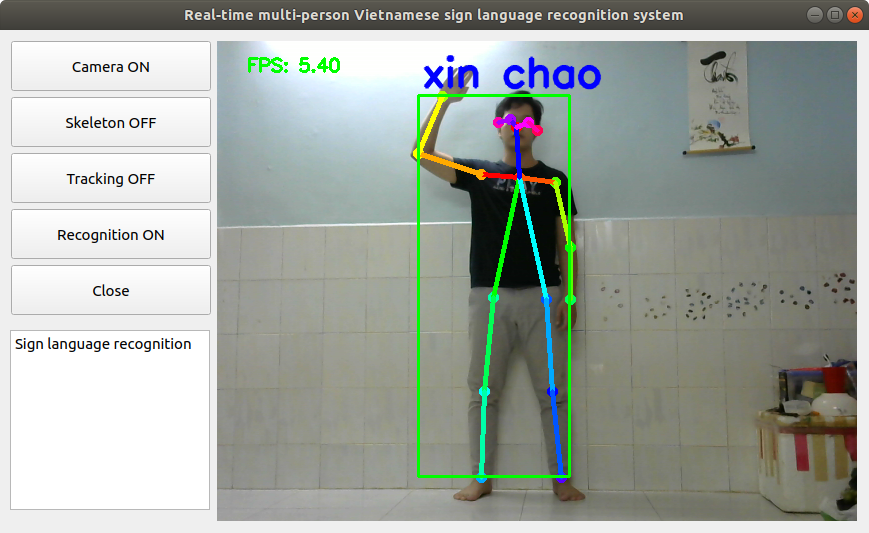 Real-time multi-person Vietnamese sign language recognition system
Camera ON
Skeleton OFF
Tracking OFF
Recognition ON
Close
Sign language recognition
FPS: 5.40
xin chao